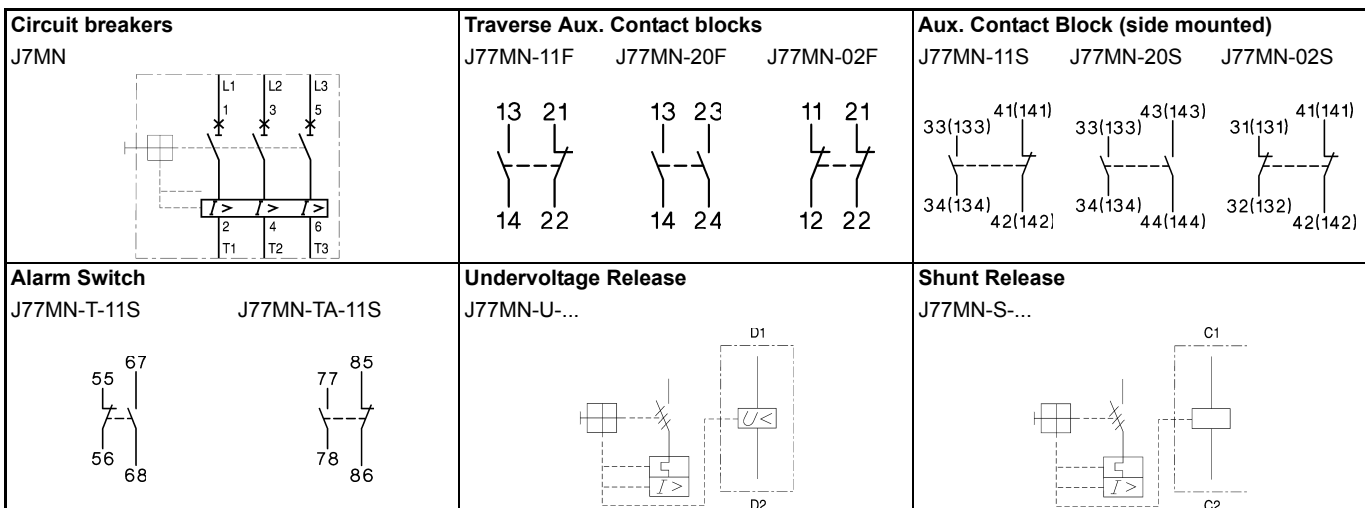 Circuit breakers
J7MN
L1 L2 L3
1 3 5
I > I > I >
2 4 6
T1 T2 T3
Traverse Aux. Contact blocks
J77MN-11F J77MN-20F J77MN-02F
13 21 13 23 11 21
14 22 14 24 12 22
Aux. Contact Block (side mounted)
J77MN-11S J77MN-20S J77MN-02S
41(141) 43(143) 41(141)
33(133) 33(133) 31(131)
34(134) 34(134) 32(132)
42(142) 44(144) 42(142)
Alarm Switch
J77MN-T-11S J77MN-TA-11S
67 85
55 77
56 78
68 86
Undervoltage Release
J77MN-U-...
D1
U<
I >
D2
Shunt Release
J77MN-S-...
C1
I >
C2